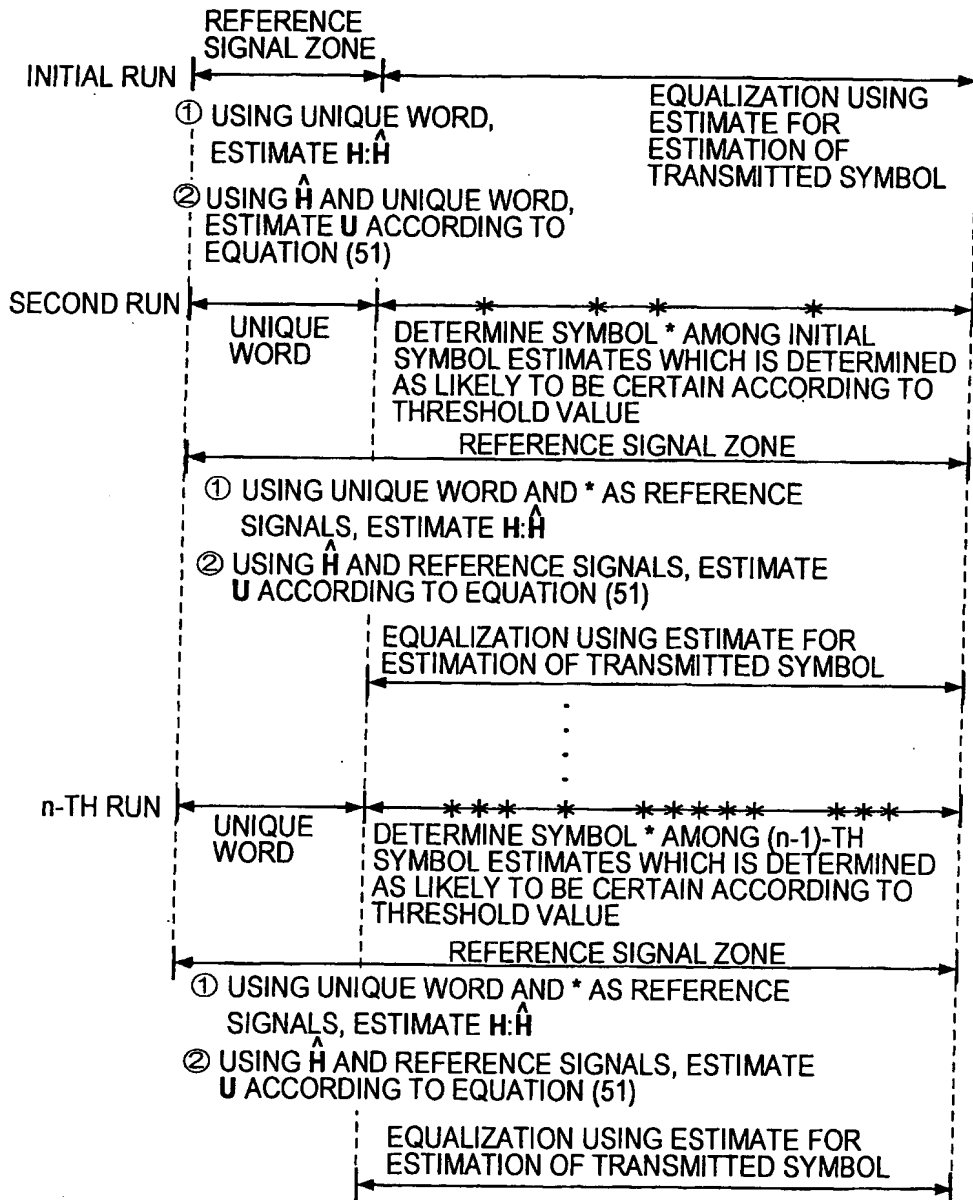 REFERENCE
SIGNAL ZONE
INITIAL RUN
① USING UNIQUE WORD,
ESTIMATE H:Ĥ
② USING Ĥ AND UNIQUE WORD,
ESTIMATE U ACCORDING TO
EQUATION (51)
EQUALIZATION USING
ESTIMATE FOR
ESTIMATION OF
TRANSMITTED SYMBOL
SECOND RUN
* * * *
UNIQUE
WORD
DETERMINE SYMBOL * AMONG INITIAL
SYMBOL ESTIMATES WHICH IS DETERMINED
AS LIKELY TO BE CERTAIN ACCORDING TO
THRESHOLD VALUE
REFERENCE SIGNAL ZONE
① USING UNIQUE WORD AND * AS REFERENCE
SIGNALS, ESTIMATE H:Ĥ
② USING Ĥ AND REFERENCE SIGNALS, ESTIMATE
U ACCORDING TO EQUATION (51)
EQUALIZATION USING ESTIMATE FOR
ESTIMATION OF TRANSMITTED SYMBOL
n-TH RUN
* * * * * * * * * * * *
UNIQUE
WORD
DETERMINE SYMBOL * AMONG (n-1)-TH
SYMBOL ESTIMATES WHICH IS DETERMINED
AS LIKELY TO BE CERTAIN ACCORDING TO
THRESHOLD VALUE
REFERENCE SIGNAL ZONE
① USING UNIQUE WORD AND * AS REFERENCE
SIGNALS, ESTIMATE H:Ĥ
② USING Ĥ AND REFERENCE SIGNALS, ESTIMATE
U ACCORDING TO EQUATION (51)
EQUALIZATION USING ESTIMATE FOR
ESTIMATION OF TRANSMITTED SYMBOL